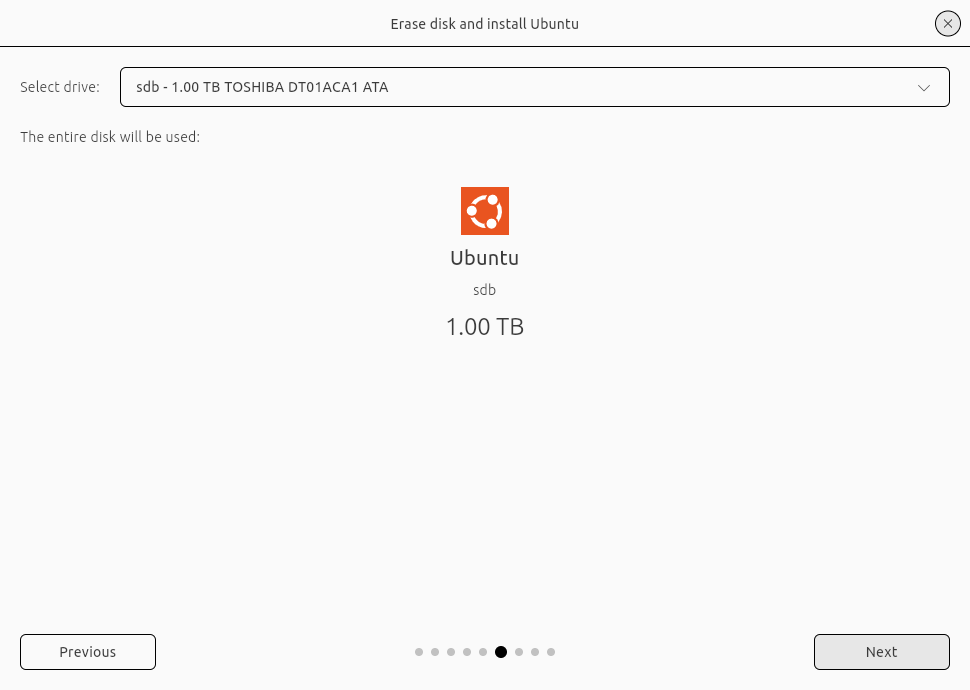 Erase disk and install Ubuntu
Select drive: sdb - 1.00 TB TOSHIBA DT01ACA1 ATA
The entire disk will be used:
Ubuntu
sdb
1.00 TB
Previous Next